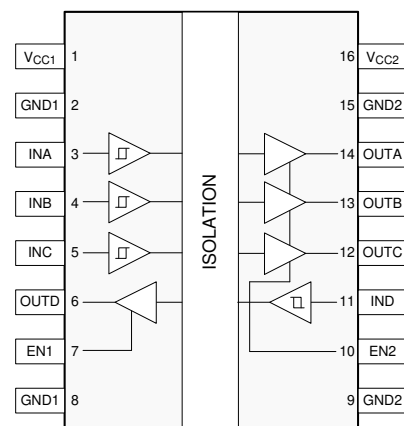 VCC1 1 16 VCC2
GND1 2 15 GND2
INA 3 14 OUTA
INB 4 13 OUTB
INC 5 12 OUTC
OUTD 6 11 IND
EN1 7 10 EN2
GND1 8 9 GND2
ISOLATION